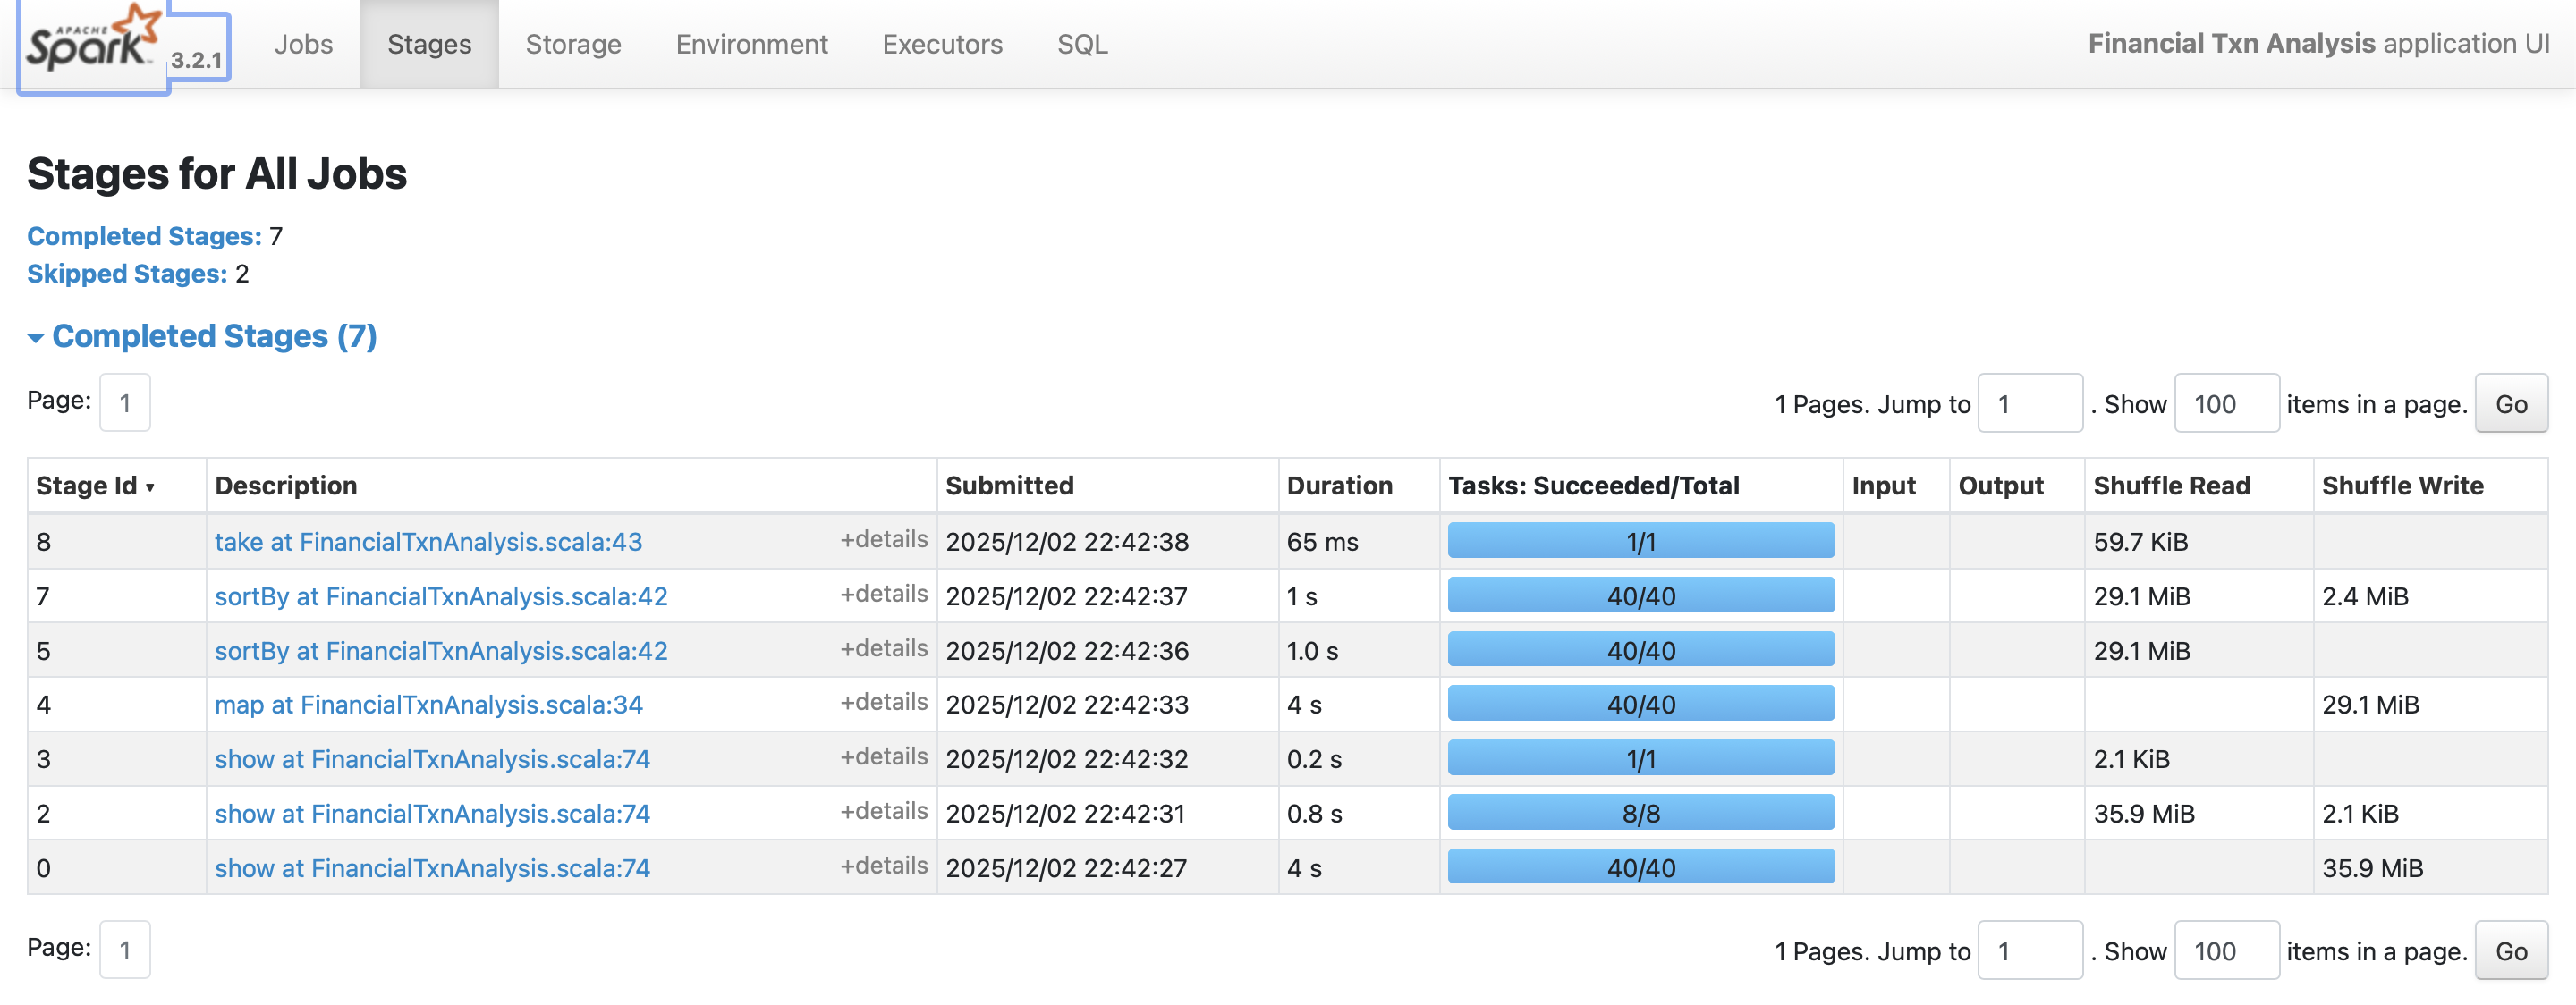 APACHE Spark 3.2.1 Jobs Stages Storage Environment Executors SQL Financial Txn Analysis application UI
Stages for All Jobs
Completed Stages: 7
Skipped Stages: 2
Completed Stages (7)
Page: 1 1 Pages. Jump to 1 . Show 100 items in a page. Go
Stage Id ▾ Description Submitted Duration Tasks: Succeeded/Total Input Output Shuffle Read Shuffle Write
8 take at FinancialTxnAnalysis.scala:43 +details 2025/12/02 22:42:38 65 ms 1/1 59.7 KiB
7 sortBy at FinancialTxnAnalysis.scala:42 +details 2025/12/02 22:42:37 1 s 40/40 29.1 MiB 2.4 MiB
5 sortBy at FinancialTxnAnalysis.scala:42 +details 2025/12/02 22:42:36 1.0 s 40/40 29.1 MiB
4 map at FinancialTxnAnalysis.scala:34 +details 2025/12/02 22:42:33 4 s 40/40 29.1 MiB
3 show at FinancialTxnAnalysis.scala:74 +details 2025/12/02 22:42:32 0.2 s 1/1 2.1 KiB
2 show at FinancialTxnAnalysis.scala:74 +details 2025/12/02 22:42:31 0.8 s 8/8 35.9 MiB 2.1 KiB
0 show at FinancialTxnAnalysis.scala:74 +details 2025/12/02 22:42:27 4 s 40/40 35.9 MiB
Page: 1 1 Pages. Jump to 1 . Show 100 items in a page. Go